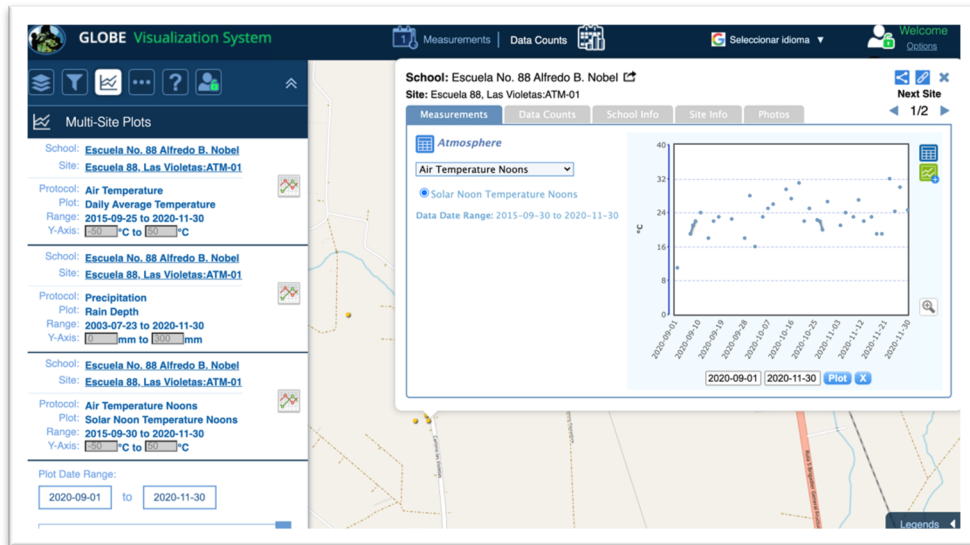 GLOBE Visualization System
1 Measurements | Data Counts
Seleccionar idioma ▼
Welcome
Options
Multi-Site Plots
School: Escuela No. 88 Alfredo B. Nobel
Site: Escuela 88, Las Violetas:ATM-01
Protocol: Air Temperature
Plot: Daily Average Temperature
Range: 2015-09-25 to 2020-11-30
Y-Axis: -50 °C to 50 °C
School: Escuela No. 88 Alfredo B. Nobel
Site: Escuela 88, Las Violetas:ATM-01
Protocol: Precipitation
Plot: Rain Depth
Range: 2003-07-23 to 2020-11-30
Y-Axis: 0 mm to 300 mm
School: Escuela No. 88 Alfredo B. Nobel
Site: Escuela 88, Las Violetas:ATM-01
Protocol: Air Temperature Noons
Plot: Solar Noon Temperature Noons
Range: 2015-09-30 to 2020-11-30
Y-Axis: -50 °C to 50 °C
Plot Date Range:
2020-09-01 to 2020-11-30
School: Escuela No. 88 Alfredo B. Nobel
Site: Escuela 88, Las Violetas:ATM-01
Next Site
1/2
Measurements Data Counts School Info Site Info Photos
Atmosphere
Air Temperature Noons
Solar Noon Temperature Noons
Data Date Range: 2015-09-30 to 2020-11-30
40
32
24
16
8
0
°C
2020-09-01
2020-09-10
2020-09-19
2020-09-28
2020-10-07
2020-10-16
2020-10-25
2020-11-03
2020-11-12
2020-11-21
2020-11-30
2020-09-01 2020-11-30 Plot X
Legends